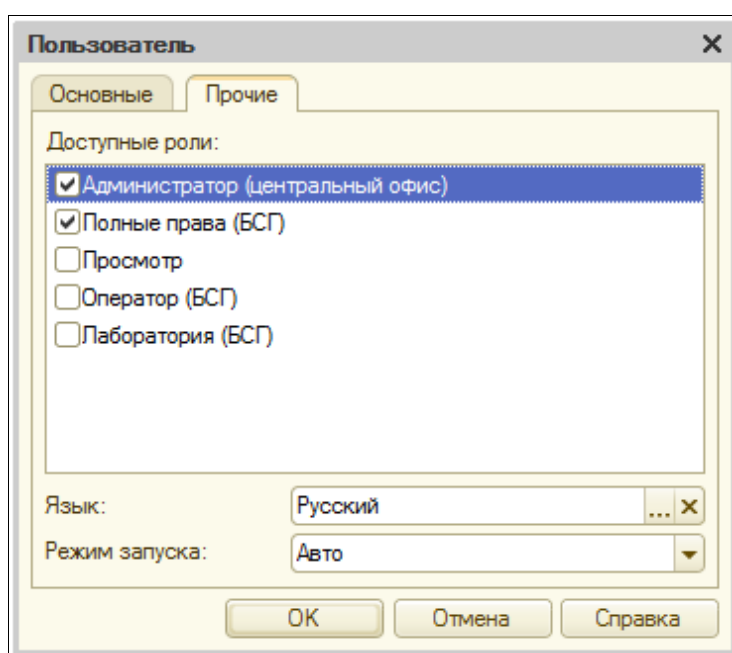 Пользователь
Основные Прочие
Доступные роли:
Администратор (центральный офис)
Полные права (БСГ)
Просмотр
Оператор (БСГ)
Лаборатория (БСГ)
Язык: Русский ...
Режим запуска: Авто
OK Отмена Справка